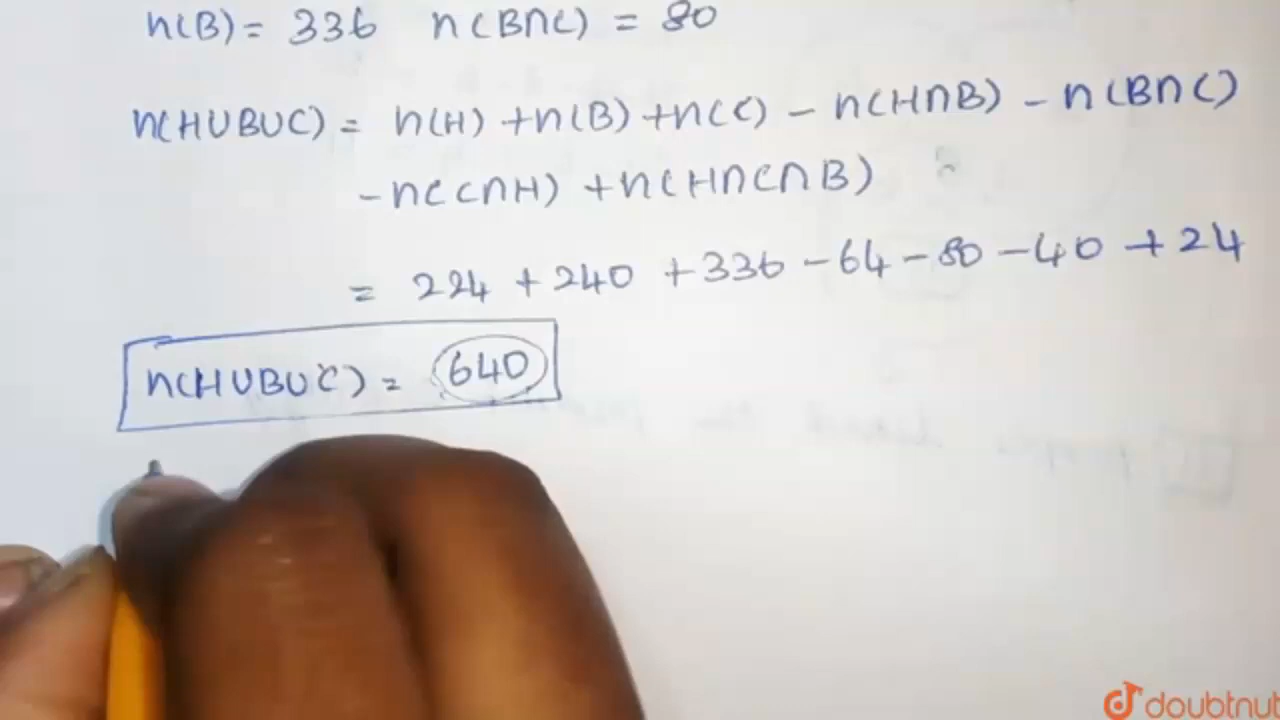 n(B) = 336 n(B∩C) = 80
n(H∪B∪C) = n(H) + n(B) + n(C) - n(H∩B) - n(B∩C)
- n(C∩H) + n(H∩C∩B)
= 224 + 240 + 336 - 64 - 80 - 40 + 24
n(H∪B∪C) = 640
doubtnut